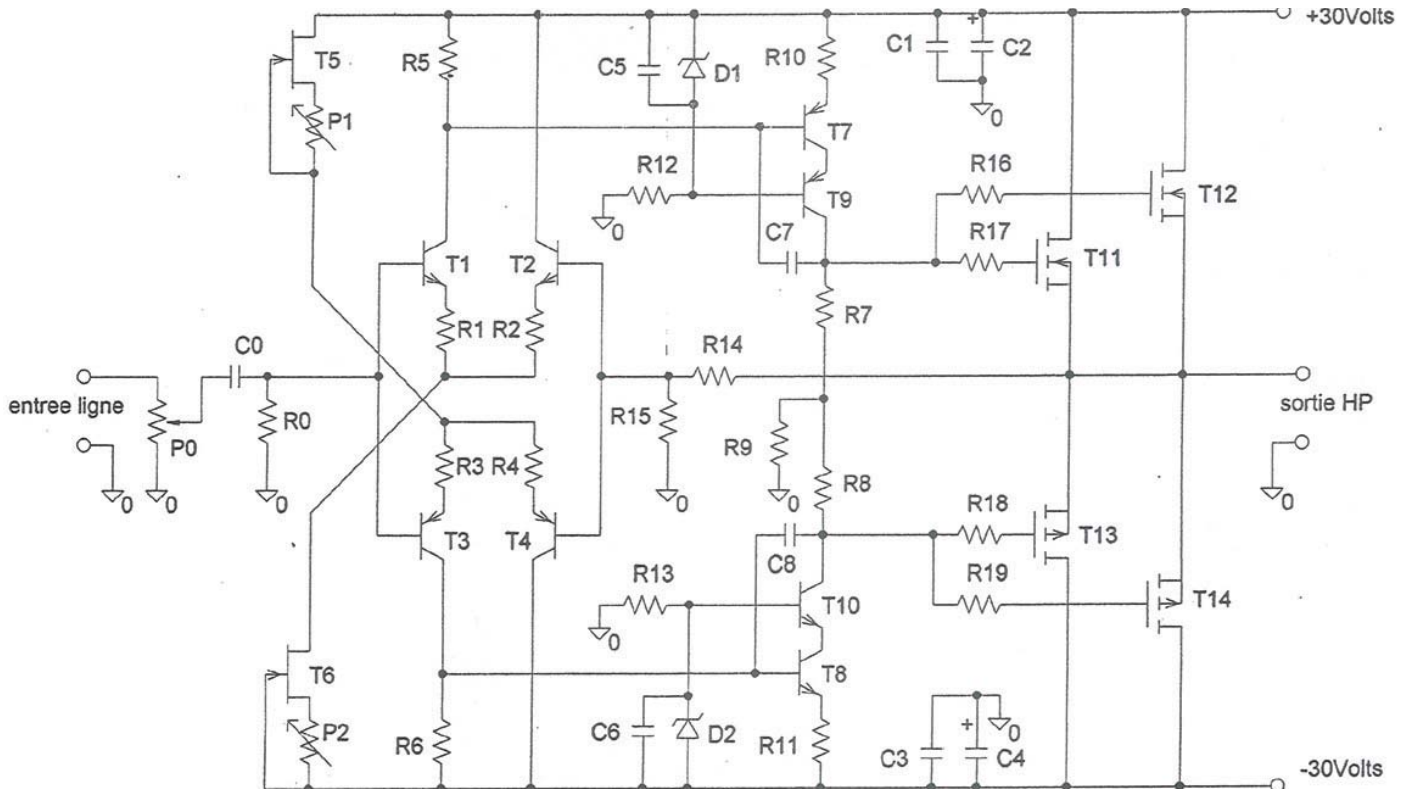 +30Volts
T5
R5
C5
D1
R10
C1
C2
0
P1
T7
R12
0
T9
R16
T12
C7
R17
T11
T1
T2
R7
R1
R2
C0
R14
entree ligne
P0
R0
R15
R9
sortie HP
0
0
0
R3
R4
0
0
R8
0
R18
T3
T4
C8
T13
R13
R19
T10
T14
0
T6
T8
0
P2
R6
C6
D2
R11
C3
+
C4
-30Volts